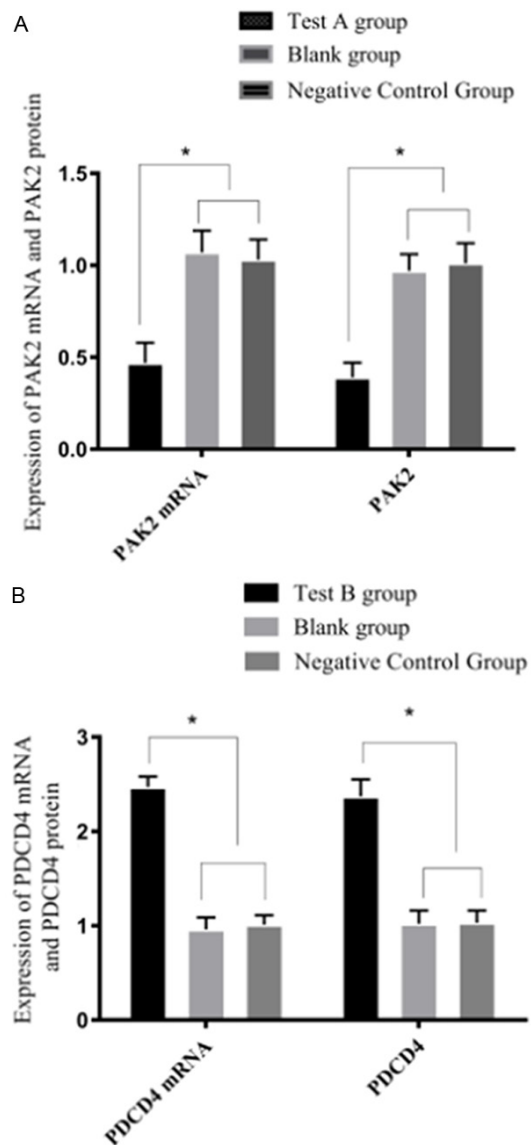 A
Test A group
Blank group
Negative Control Group
Expression of PAK2 mRNA and PAK2 protein
*
*
1.5
1.0
0.5
0.0
PAK2 mRNA
PAK2
B
Test B group
Blank group
Negative Control Group
Expression of PDCD4 mRNA
and PDCD4 protein
*
*
3
2
1
0
PDCD4 mRNA
PDCD4